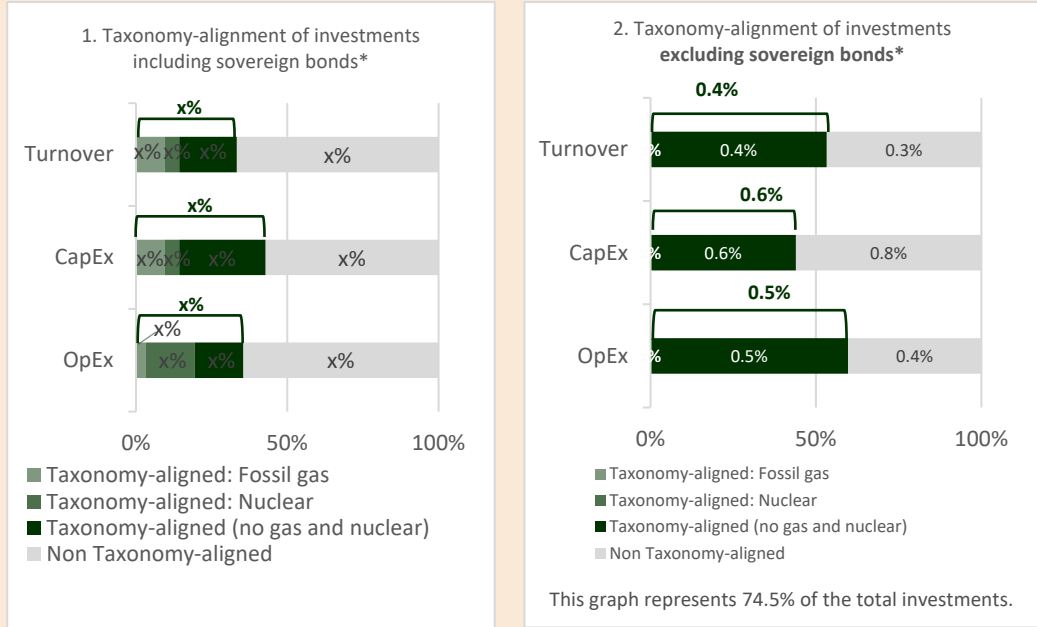 1. Taxonomy-alignment of investments
including sovereign bonds*
x%
Turnover
x%
x%
x%
x%
x%
CapEx
x%
x%
x%
x%
x%
x%
OpEx
x%
x%
x%
0%
50%
100%
Taxonomy-aligned: Fossil gas
Taxonomy-aligned: Nuclear
Taxonomy-aligned (no gas and nuclear)
Non Taxonomy-aligned
2. Taxonomy-alignment of investments
excluding sovereign bonds*
0.4%
Turnover
%
0.4%
0.3%
0.6%
CapEx
%
0.6%
0.8%
0.5%
OpEx
%
0.5%
0.4%
0%
50%
100%
Taxonomy-aligned: Fossil gas
Taxonomy-aligned: Nuclear
Taxonomy-aligned (no gas and nuclear)
Non Taxonomy-aligned
This graph represents 74.5% of the total investments.